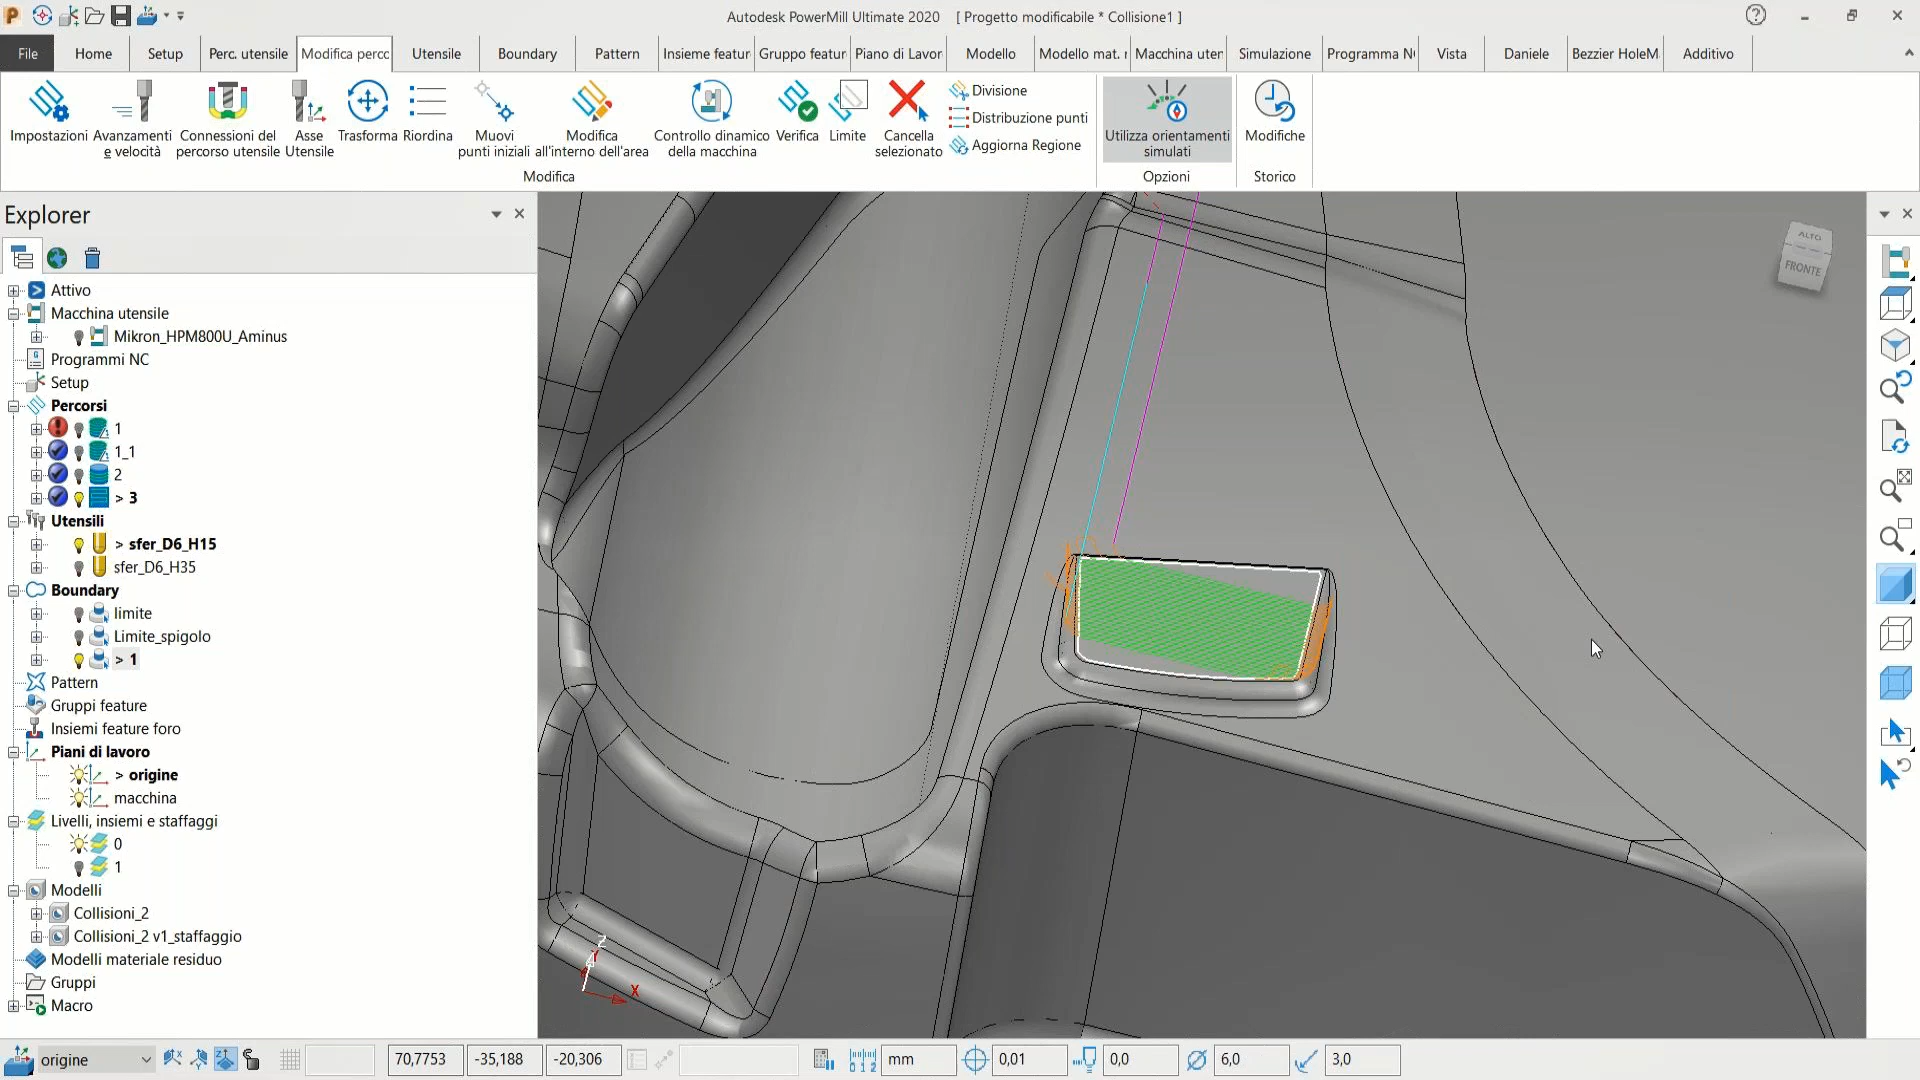 Autodesk PowerMill Ultimate 2020 [ Progetto modificabile * Collisione1 ]
File Home Setup Perc. utensile Modifica percc Utensile Boundary Pattern Insieme featur Gruppo featur Piano di Lavor Modello Modello mat. r Macchina uter Simulazione Programma N Vista Daniele Bezzier HoleM Additivo
Impostazioni
Avanzamenti
e velocità
Connessioni del
percorso utensile
Asse
Utensile
Trasforma
Riordina
Muovi
punti iniziali
Modifica
all'interno dell'area
Controllo dinamico
della macchina
Verifica
Limite
Cancella
selezionato
Divisione
Distribuzione punti
Aggiorna Regione
Utilizza orientamenti
simulati
Modifiche
Modifica
Opzioni
Storico
Explorer
Attivo
Macchina utensile
Mikron_HPM800U_Aminus
Programmi NC
Setup
Percorsi
1
1_1
2
> 3
Utensili
> sfer_D6_H15
sfer_D6_H35
Boundary
limite
Limite_spigolo
> 1
Pattern
Gruppi feature
Insiemi feature foro
Piani di lavoro
> origine
macchina
Livelli, insiemi e staffaggi
0
1
Modelli
Collisioni_2
Collisioni_2 v1_staffaggio
Modelli materiale residuo
Gruppi
Macro
ALTO
FRONTE
Z
Y
X
origine 70,7753 -35,188 -20,306 mm 0,01 0,0 6,0 3,0